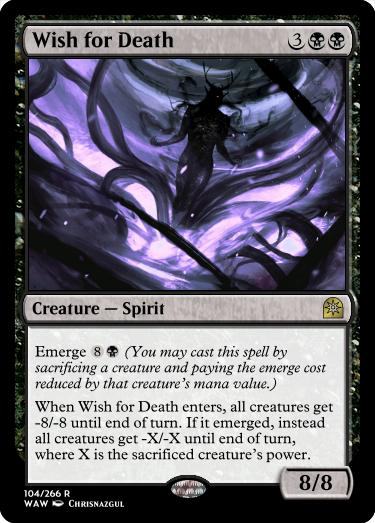 Wish for Death 3
Creature — Spirit
Emerge 8 (You may cast this spell by
sacrificing a creature and paying the emerge cost
reduced by that creature's mana value.)
When Wish for Death enters, all creatures get
-8/-8 until end of turn. If it emerged, instead
all creatures get -X/-X until end of turn,
where X is the sacrificed creature's power.
8/8
104/266 R
WAW Chrisnazgul